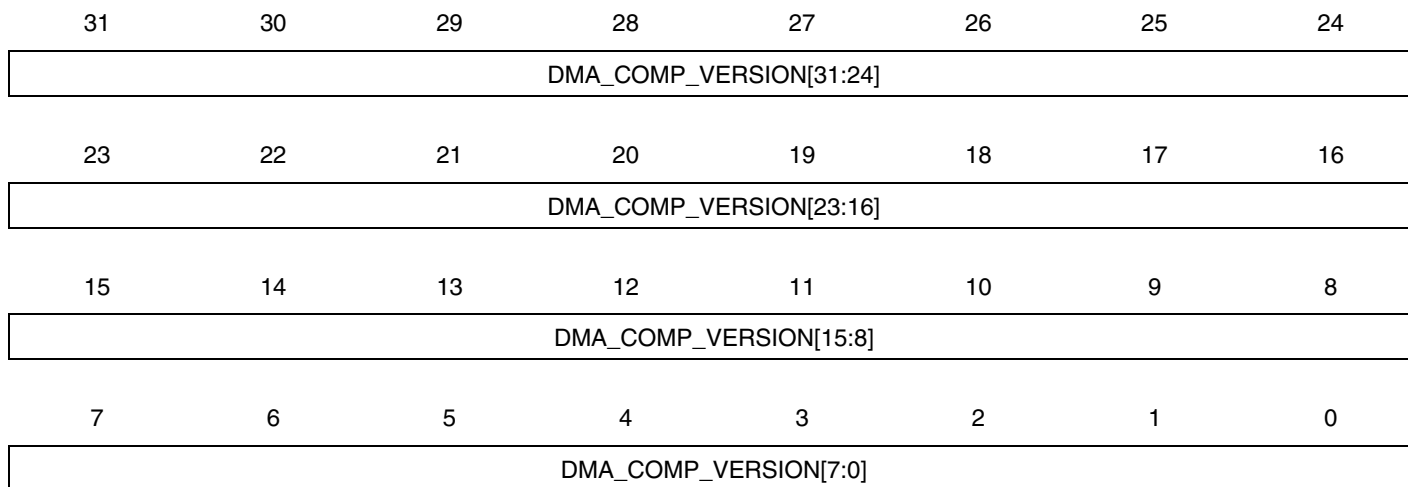 31 30 29 28 27 26 25 24
DMA_COMP_VERSION[31:24]
23 22 21 20 19 18 17 16
DMA_COMP_VERSION[23:16]
15 14 13 12 11 10 9 8
DMA_COMP_VERSION[15:8]
7 6 5 4 3 2 1 0
DMA_COMP_VERSION[7:0]